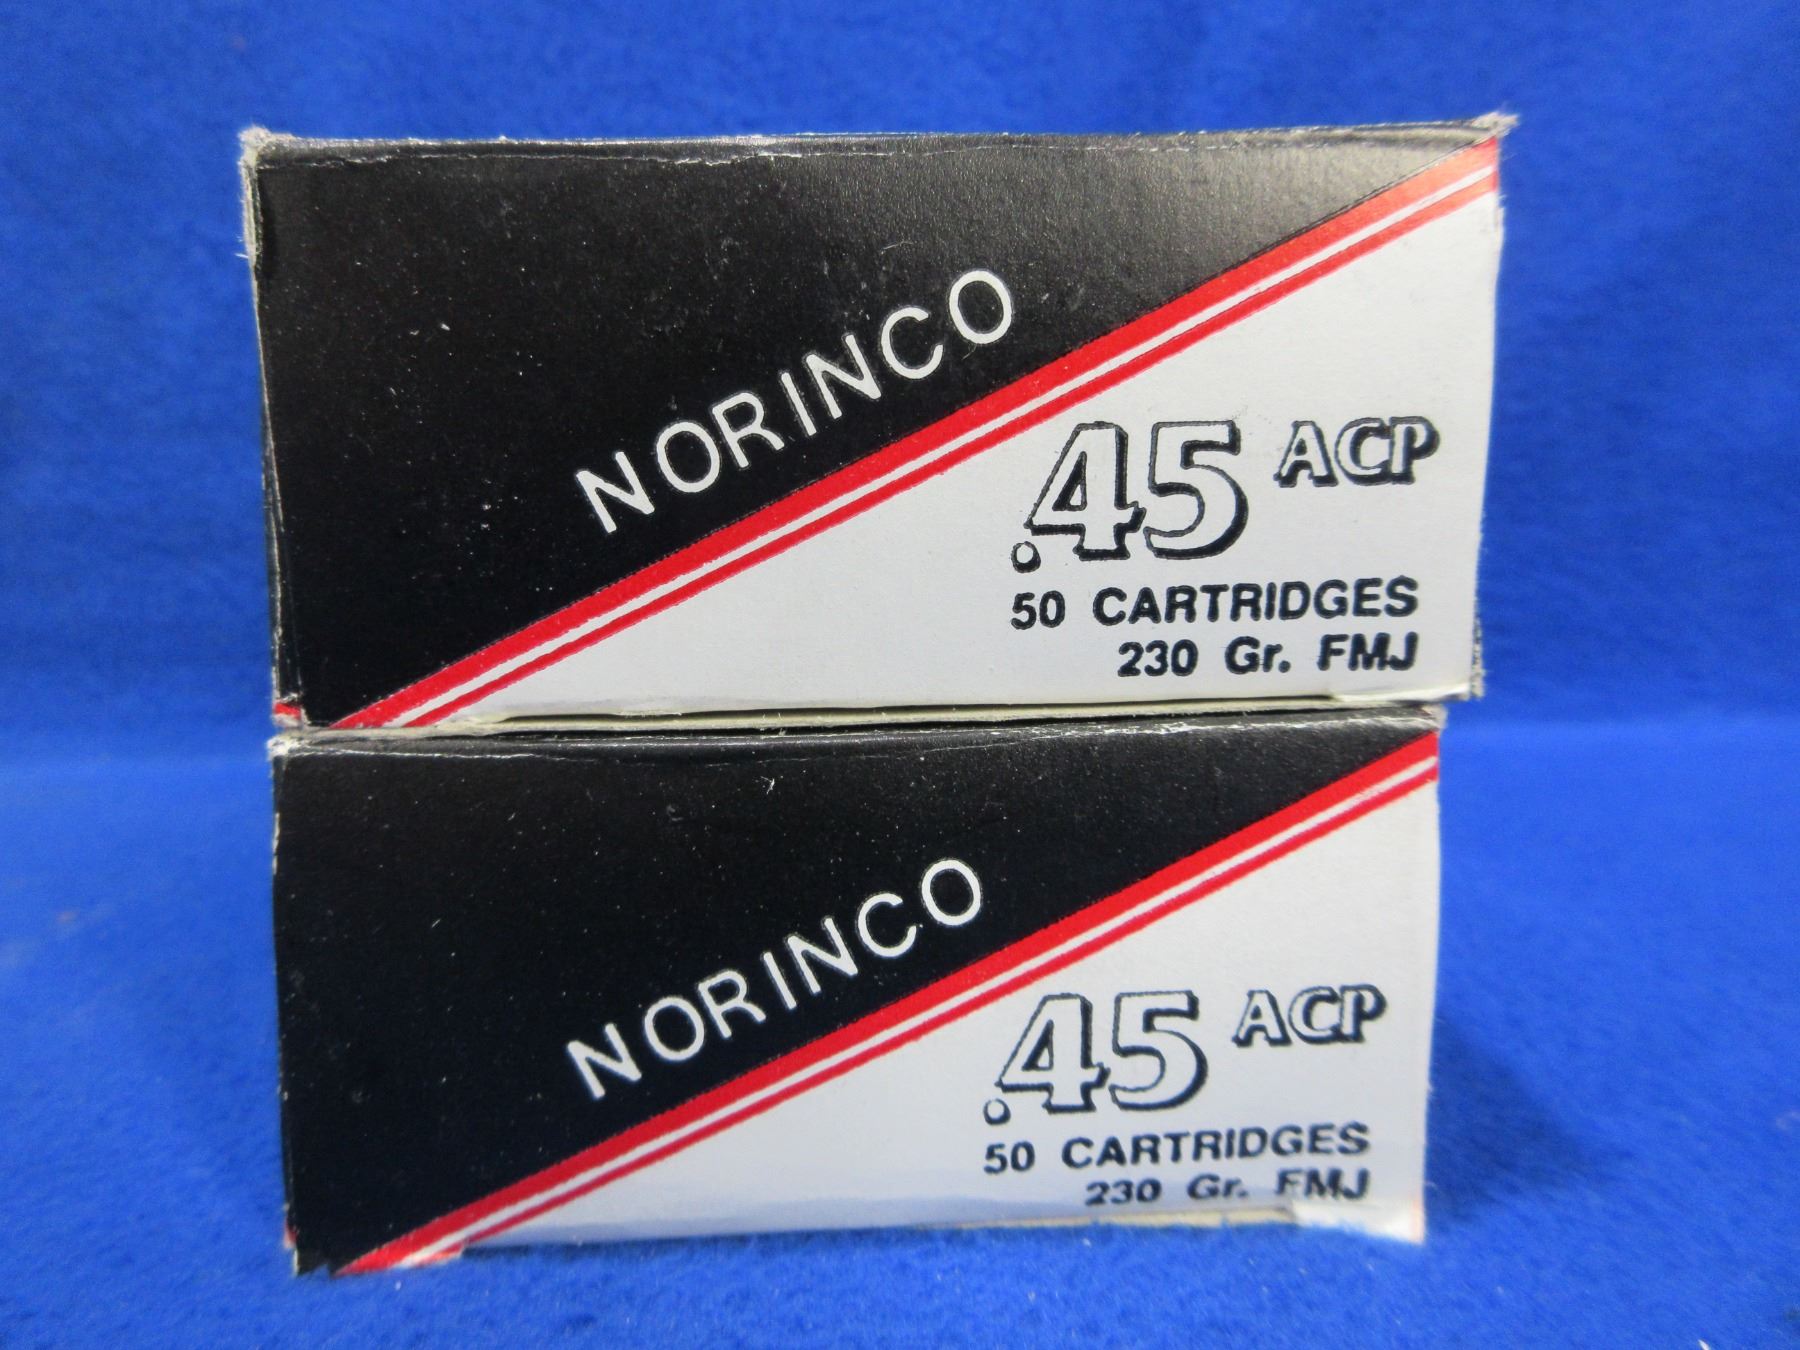 NORINCO
.45 ACP
50 CARTRIDGES
230 Gr. FMJ
NORINCO
.45 ACP
50 CARTRIDGES
230 Gr. FMJ